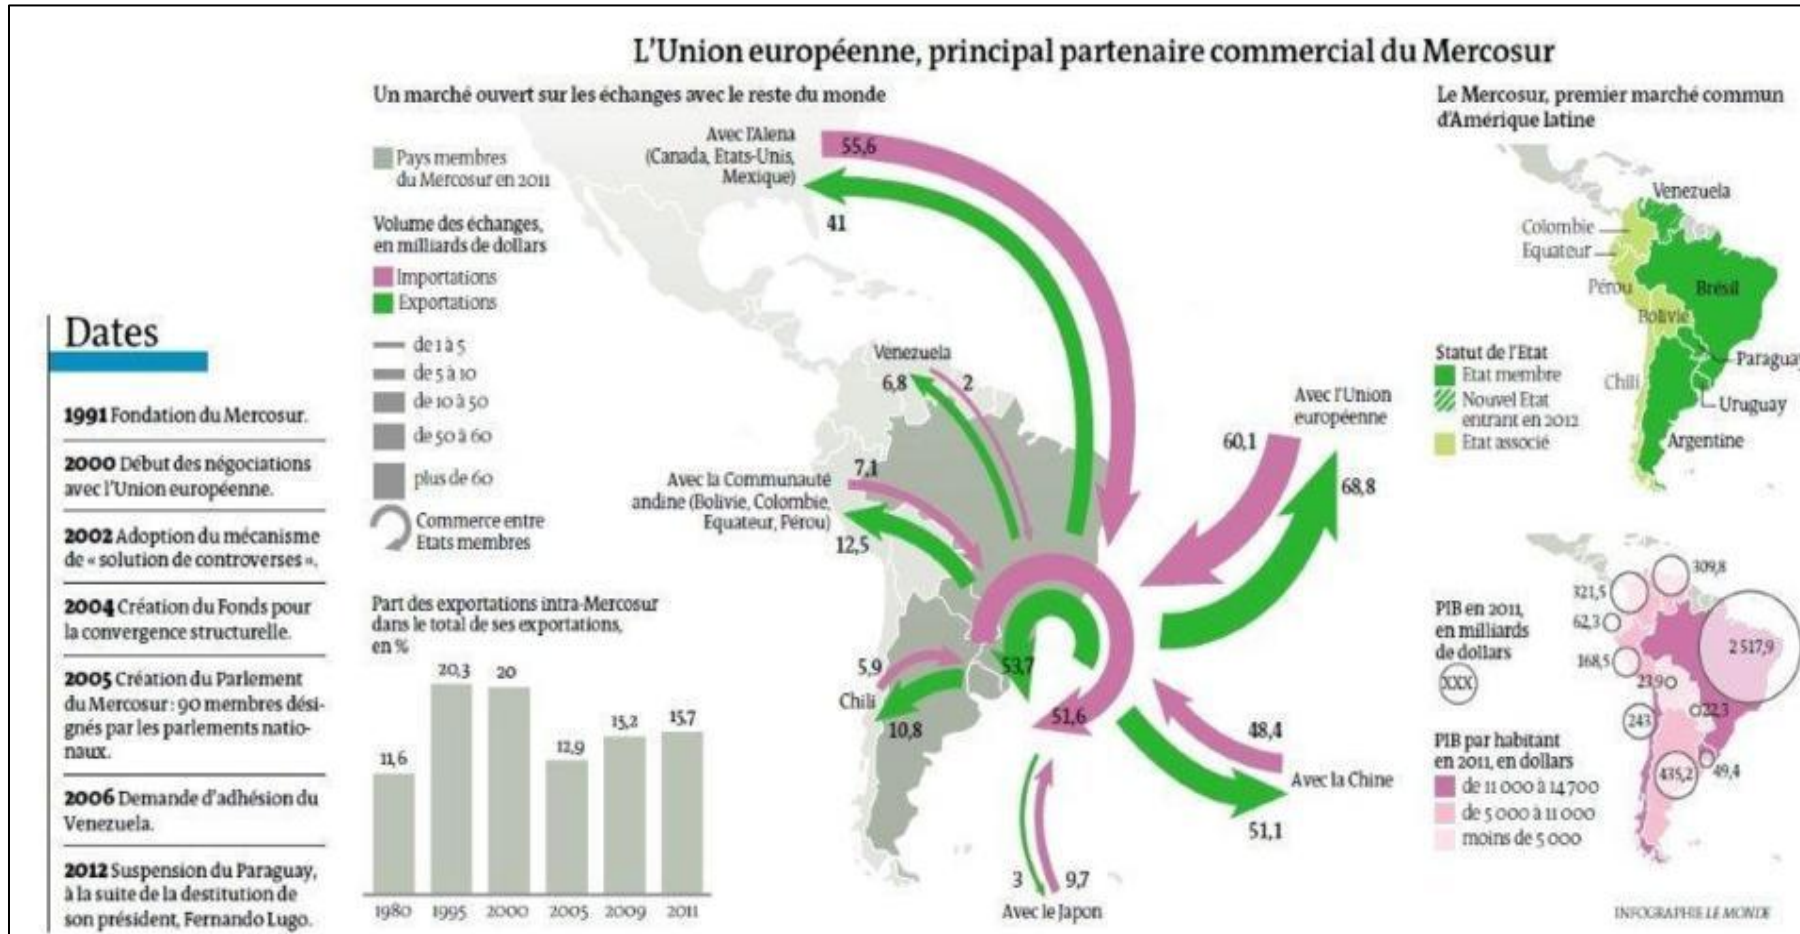 L'Union européenne, principal partenaire commercial du Mercosur
Un marché ouvert sur les échanges avec le reste du monde
Pays membres
du Mercosur en 2011
Volume des échanges,
en milliards de dollars
Importations
Exportations
de 1 à 5
de 5 à 10
de 10 à 50
de 50 à 60
plus de 60
Commerce entre
Etats membres
Avec l'Alena
(Canada, Etats-Unis,
Mexique)
55,6
41
Venezuela
6,8
2
Avec la Communauté
andine (Bolivie, Colombie,
Equateur, Pérou)
7,1
12,5
5,9
Chili
10,8
53,7
51,6
Avec l'Union
européenne
60,1
68,8
48,4
Avec la Chine
51,1
3
9,7
Avec le Japon
Dates
1991 Fondation du Mercosur.
2000 Début des négociations
avec l'Union européenne.
2002 Adoption du mécanisme
de « solution de controverses ».
2004 Création du Fonds pour
la convergence structurelle.
2005 Création du Parlement
du Mercosur : 90 membres dési-
gnés par les parlements natio-
naux.
2006 Demande d'adhésion du
Venezuela.
2012 Suspension du Paraguay,
à la suite de la destitution de
son président, Fernando Lugo.
Part des exportations intra-Mercosur
dans le total de ses exportations,
en %
11,6
20,3
20
12,9
15,2
15,7
1980
1995
2000
2005
2009
2011
Le Mercosur, premier marché commun
d'Amérique latine
Venezuela
Colombie
Equateur
Pérou
Brésil
Bolivie
Paraguay
Chili
Uruguay
Argentine
Statut de l'Etat
Etat membre
Nouvel Etat
entrant en 2012
Etat associé
PIB en 2011,
en milliards
de dollars
XXX
309,8
321,5
62,3
168,5
2 517,9
23,9
22,3
243
435,2
49,4
PIB par habitant
en 2011, en dollars
de 11 000 à 14 700
de 5 000 à 11 000
moins de 5 000
INFOGRAPHIE LE MONDE